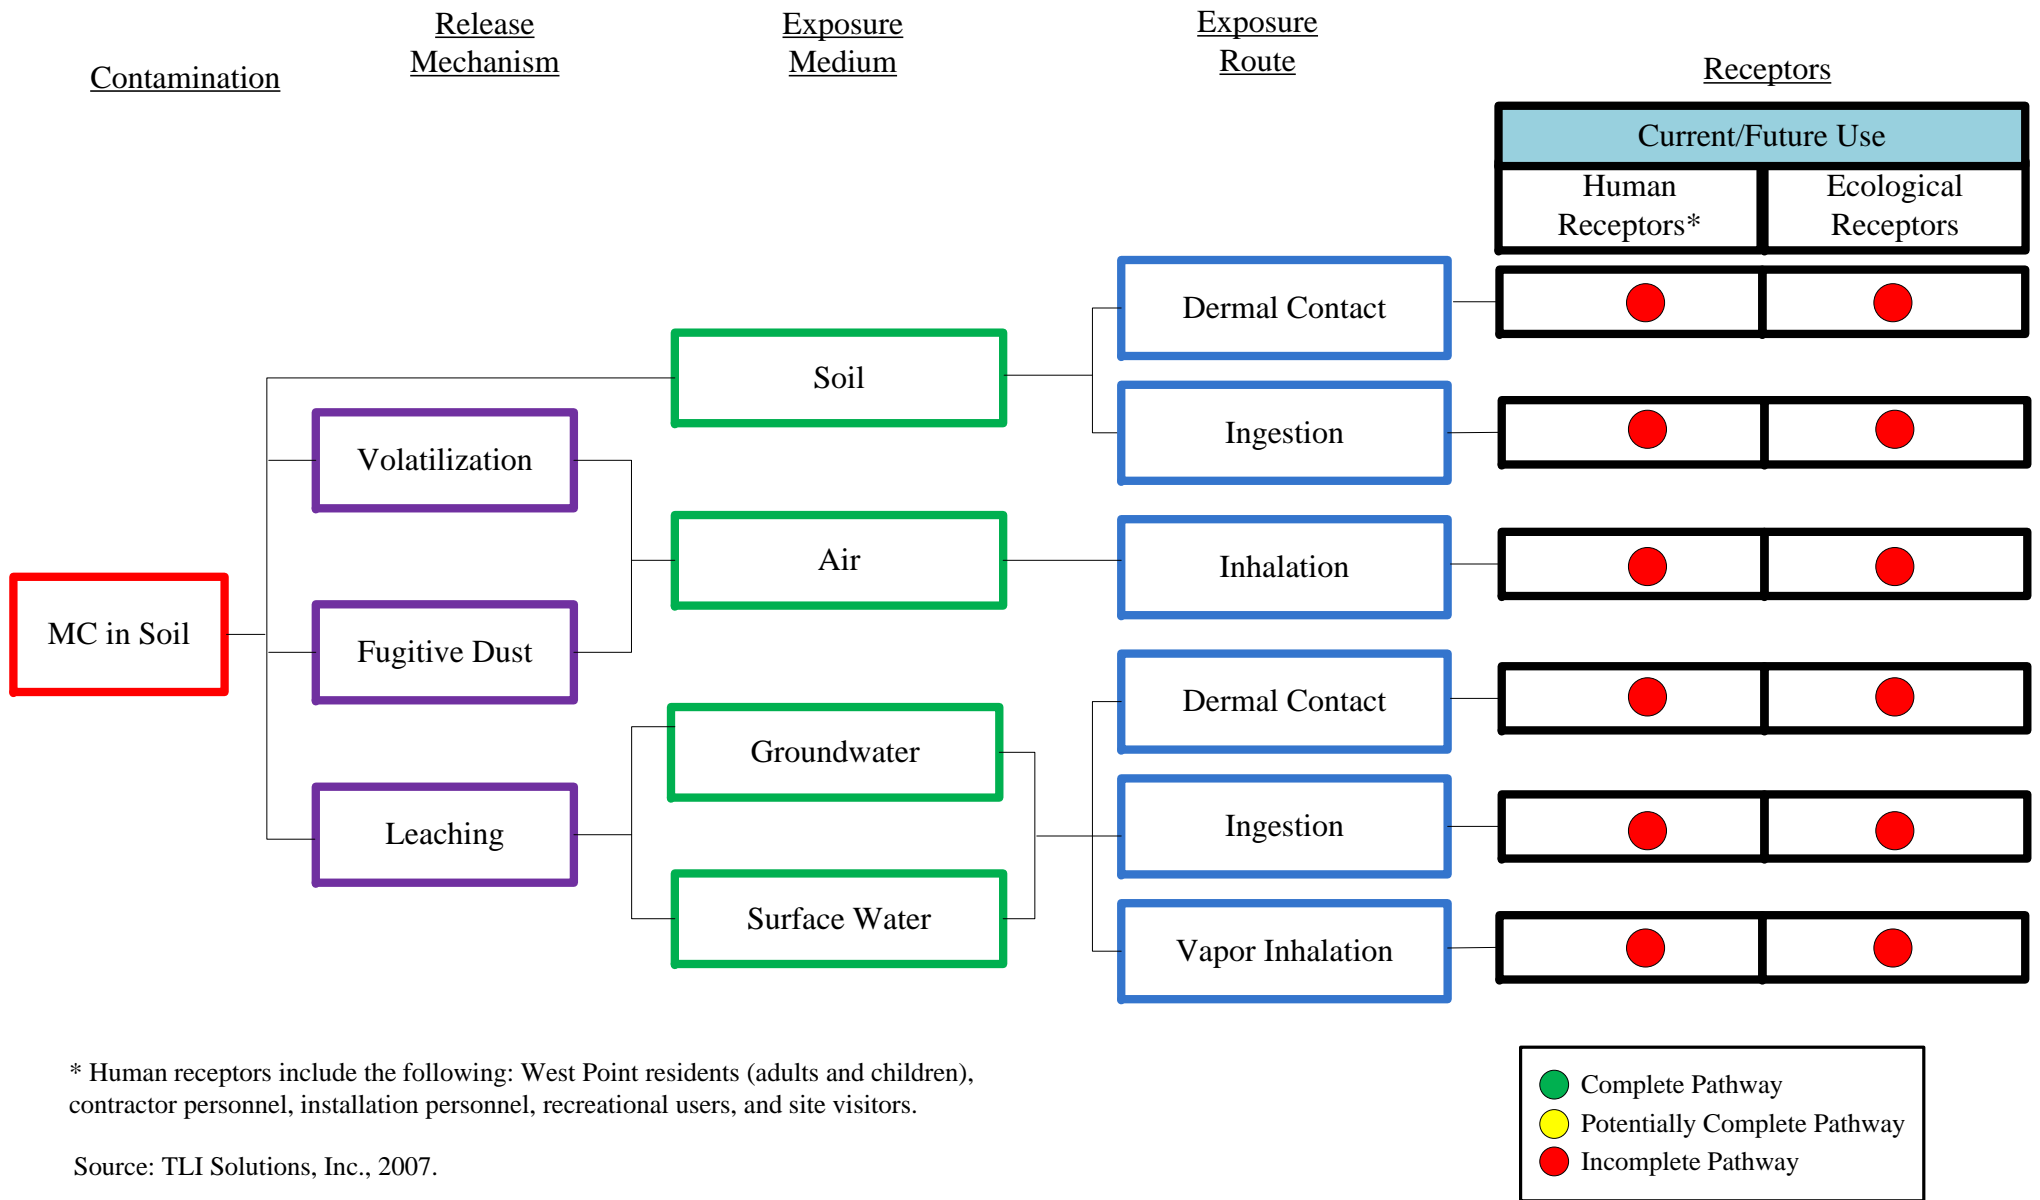 Release
Mechanism
Exposure
Medium
Exposure
Route
Contamination
Receptors
Current/Future Use
Human
Receptors*
Ecological
Receptors
Dermal Contact
Soil
Ingestion
Volatilization
Air
Inhalation
MC in Soil
Fugitive Dust
Dermal Contact
Groundwater
Leaching
Ingestion
Surface Water
Vapor Inhalation
* Human receptors include the following: West Point residents (adults and children),
contractor personnel, installation personnel, recreational users, and site visitors.
Source: TLI Solutions, Inc., 2007.
Complete Pathway
Potentially Complete Pathway
Incomplete Pathway